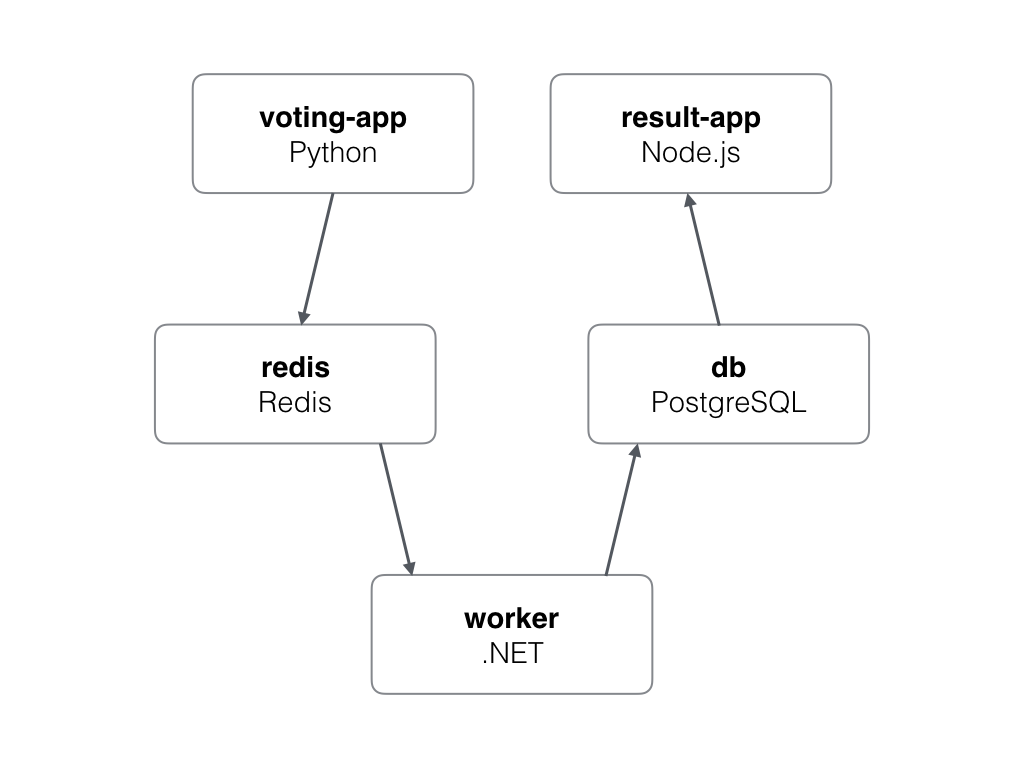 voting-app
Python
result-app
Node.js
redis
Redis
db
PostgreSQL
worker
.NET